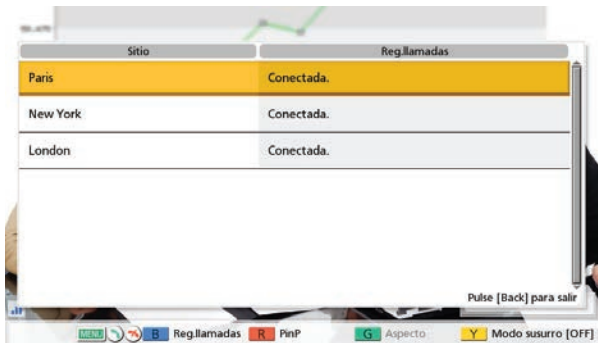 Sitio Reg.llamadas
Paris Conectada.
New York Conectada.
London Conectada.
Pulse [Back] para salir
MENU B Reg.llamadas R PinP G Aspecto Y Modo susurro [OFF]